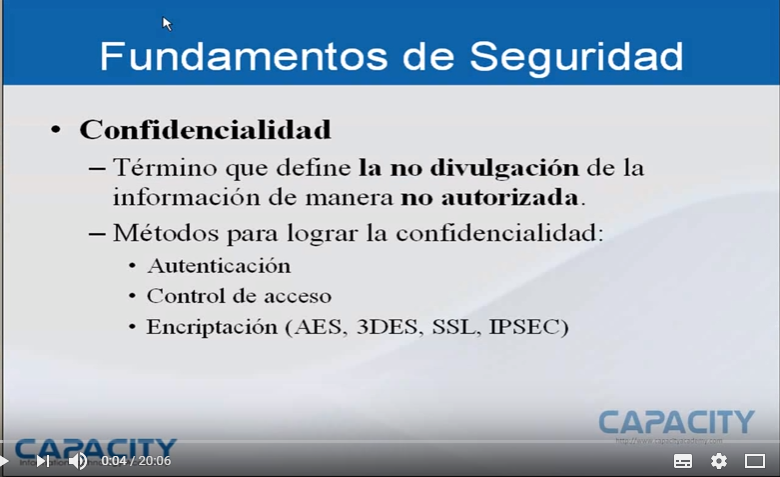 Fundamentos de Seguridad
• Confidencialidad
– Término que define la no divulgación de la
información de manera no autorizada.
– Métodos para lograr la confidencialidad:
• Autenticación
• Control de acceso
• Encriptación (AES, 3DES, SSL, IPSEC)
CAPACITY
http://www.capacityacademy.com
CAPACITY
0:04 / 20:06